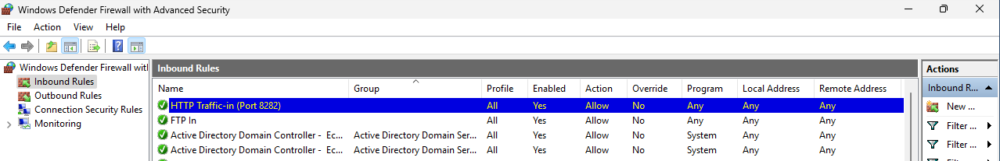 Windows Defender Firewall with Advanced Security
File Action View Help
Windows Defender Firewall witl
Inbound Rules
Outbound Rules
Connection Security Rules
Monitoring
Inbound Rules
Name Group Profile Enabled Action Override Program Local Address Remote Address
HTTP Traffic-in (Port 8282) All Yes Allow No Any Any Any
FTP In All Yes Allow No Any Any Any
Active Directory Domain Controller - Ec... Active Directory Domain Ser... All Yes Allow No System Any Any
Active Directory Domain Controller - Ec... Active Directory Domain Ser... All Yes Allow No System Any Any
Actions
Inbound R...
New ...
Filter ...
Filter ...